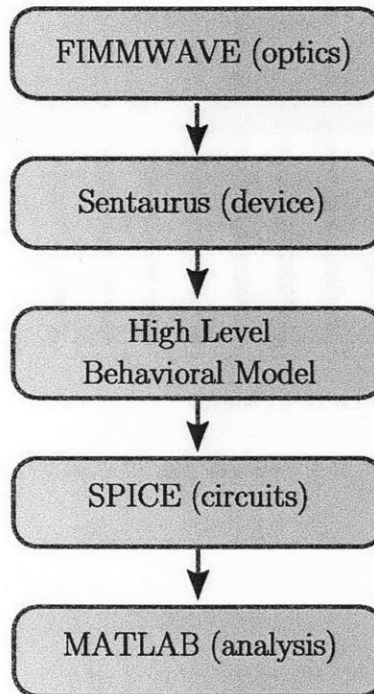 FIMMWAVE (optics)
Sentaurus (device)
High Level
Behavioral Model
SPICE (circuits)
MATLAB (analysis)